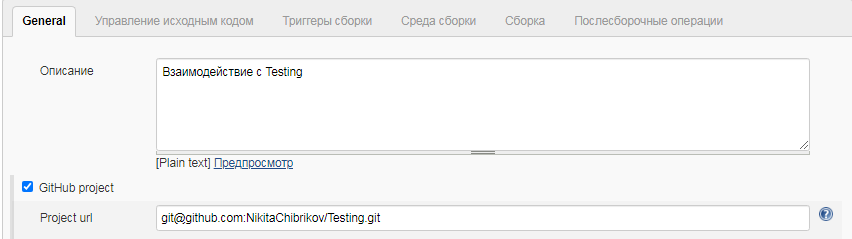 General Управление исходным кодом Триггеры сборки Среда сборки Сборка Послесборочные операции
Описание Взаимодействие с Testing
[Plain text] Предпросмотр
GitHub project
Project url git@github.com:NikitaChibrikov/Testing.git